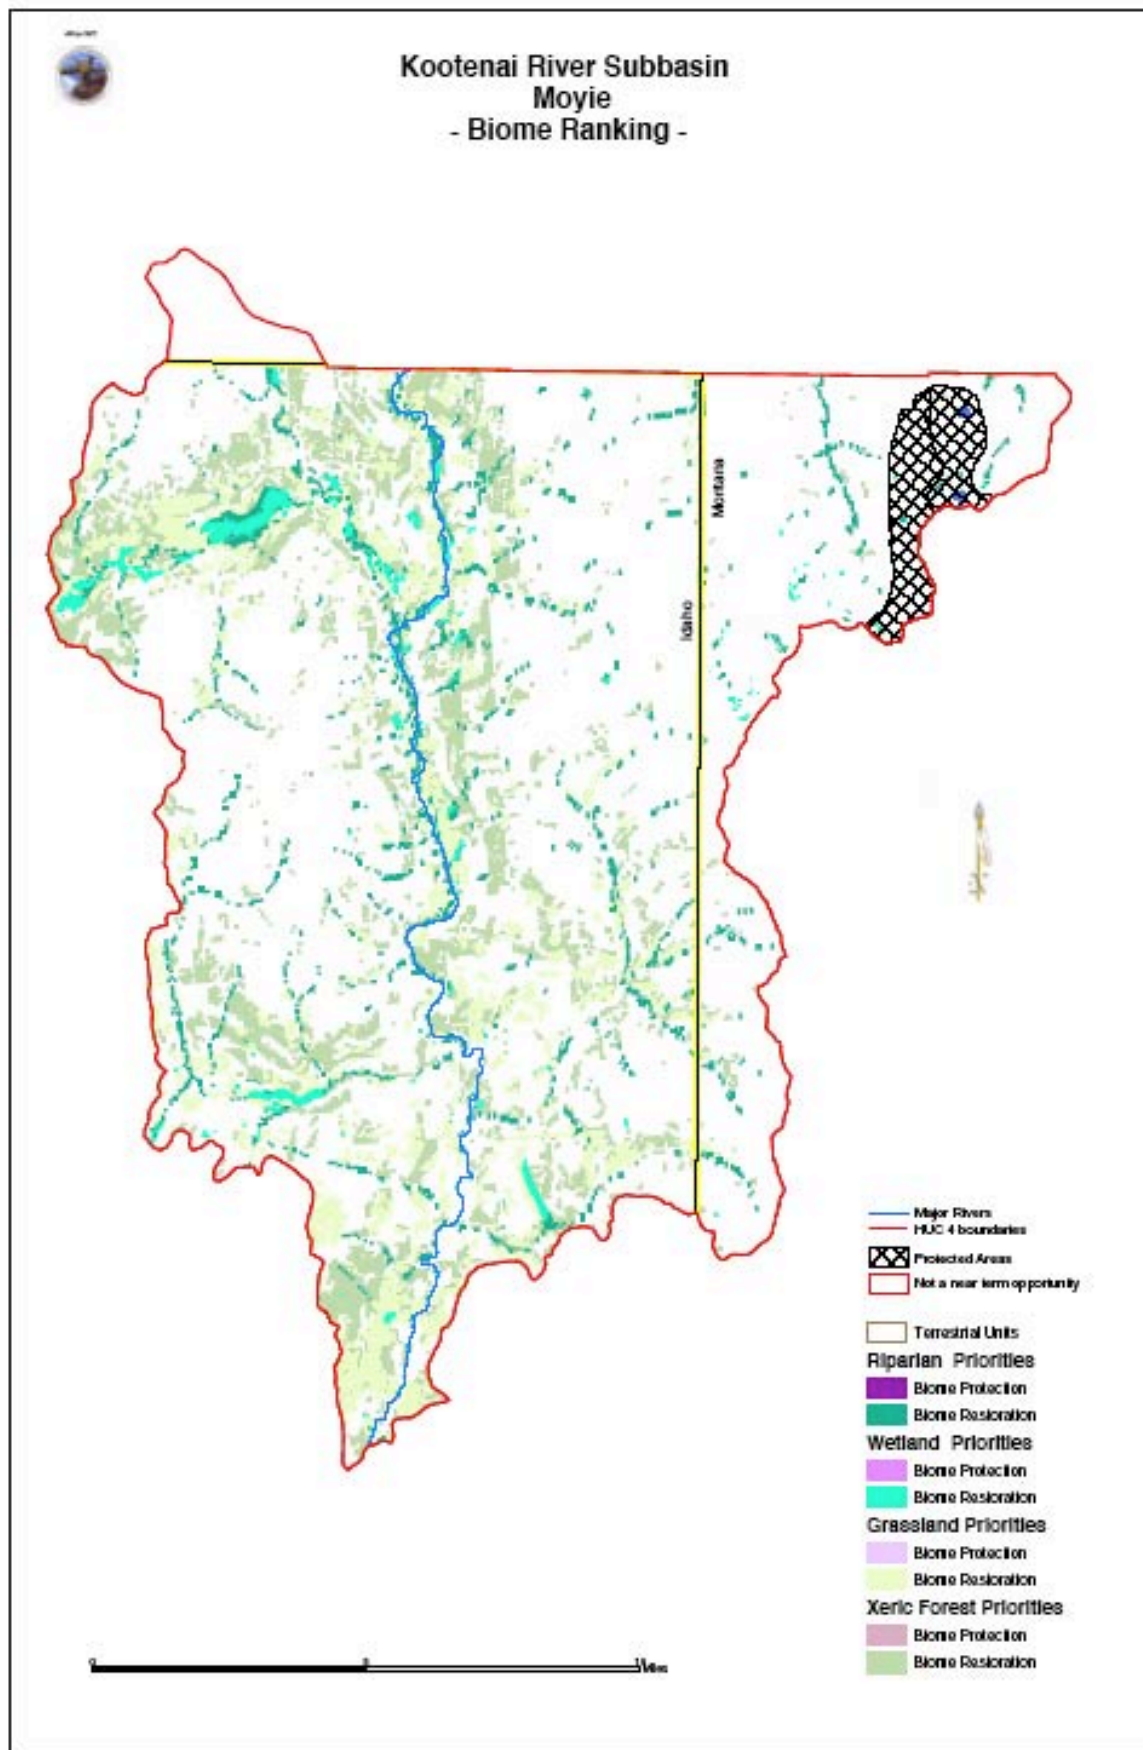 Kootenai River Subbasin
Moyie
- Biome Ranking -
Montana
Idaho
Major Rivers
HUC 4 boundaries
Protected Areas
Not a near term opportunity
Terrestrial Units
Riparian Priorities
Biome Protection
Biome Restoration
Wetland Priorities
Biome Protection
Biome Restoration
Grassland Priorities
Biome Protection
Biome Restoration
Xeric Forest Priorities
Biome Protection
Biome Restoration
Miles